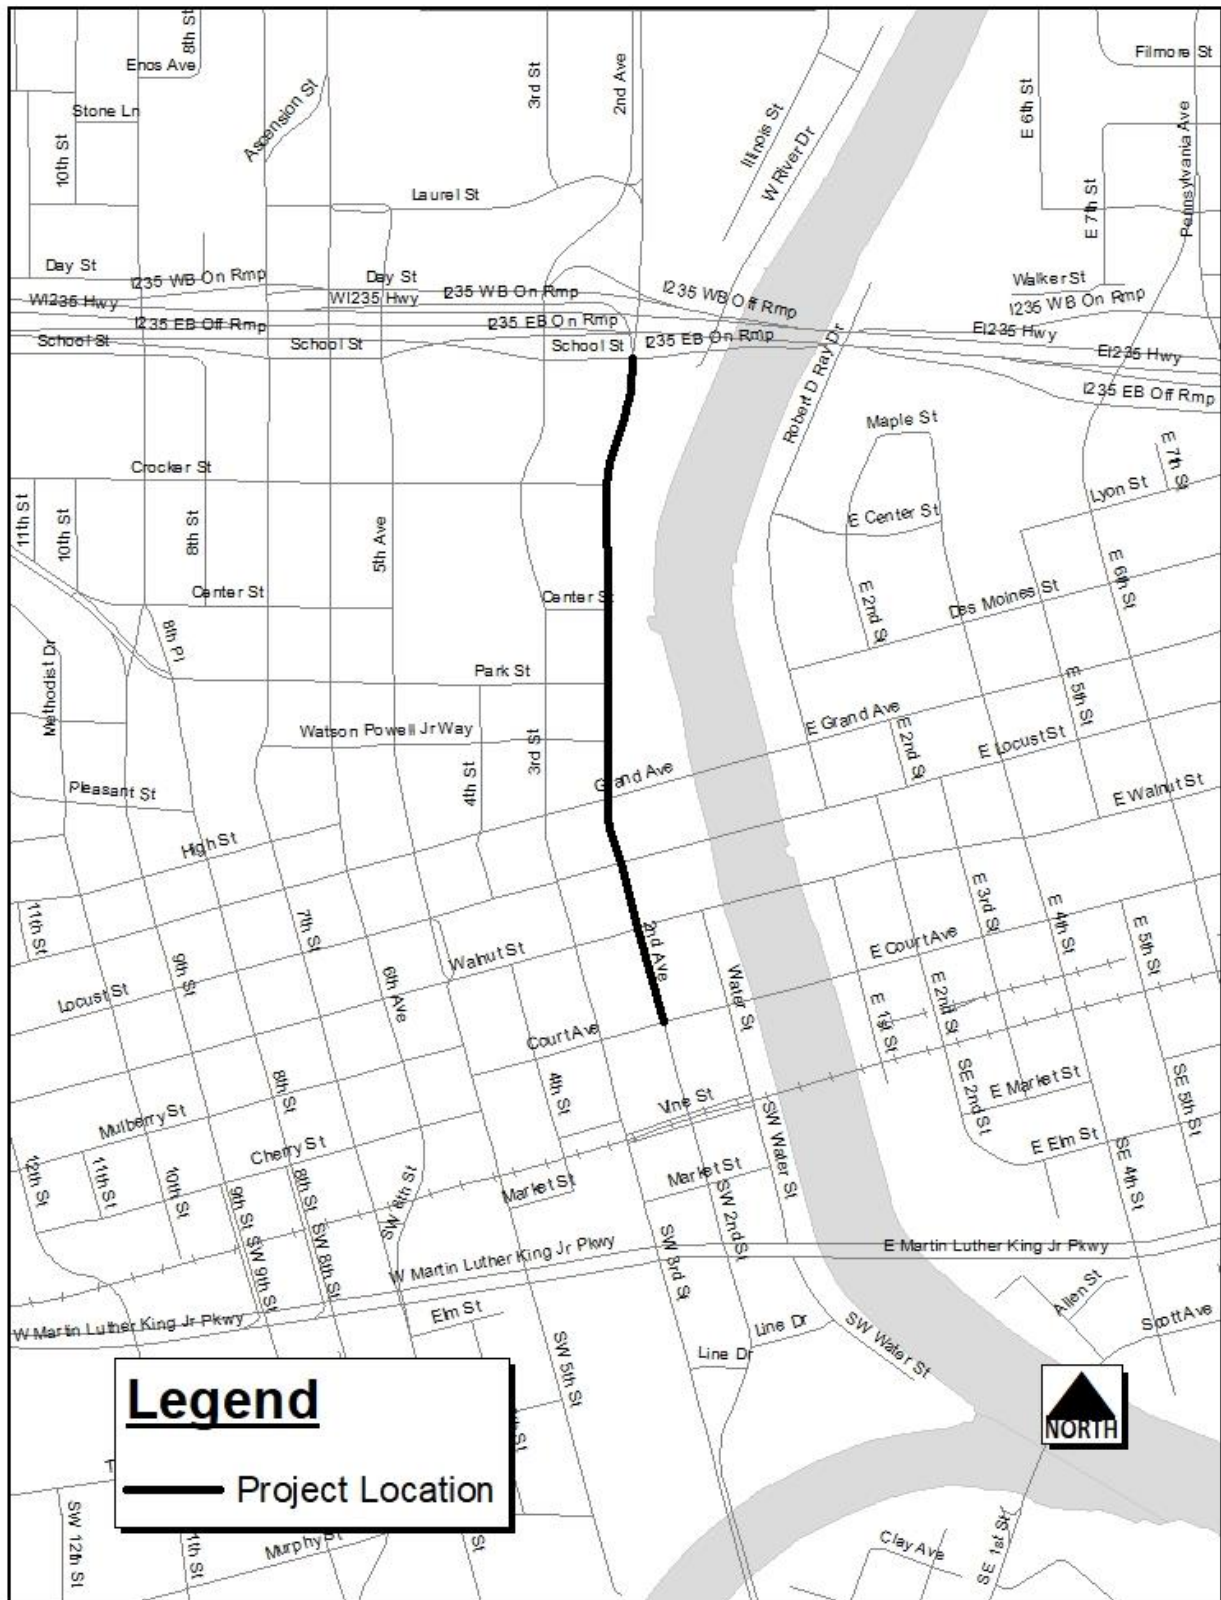 8th St
Enos Ave
Filmore St
3rd St
2nd Ave
Stone Ln
Ascension St
Illinois St
E 6th St
10th St
W River Dr
Pennsylvania Ave
Laurel St
E 7th St
Day St
I235 WB On Rmp
Day St
I235 WB On Rmp
I235 WB Off Rmp
Walker St
WI235 Hwy
WI235 Hwy
I235 WB On Rmp
I235 EB Off Rmp
I235 EB On Rmp
EI235 Hwy
School St
School St
School St
I235 EB On Rmp
EI235 Hwy
Robert D Ray Dr
I235 EB Off Rmp
Maple St
E 7th St
Crocker St
Lyon St
11th St
10th St
8th St
5th Ave
E Center St
E 6th St
Center St
Center St
E 2nd St
Des Moines St
8th Pl
Methodist Dr
Park St
E 5th St
E Grand Ave
Watson Powell Jr Way
3rd St
E 2nd St
E Locust St
4th St
Grand Ave
Pleasant St
E Walnut St
High St
11th St
7th St
E 3rd St
E 4th St
E 5th St
9th St
Walnut St
2nd Ave
E Court Ave
Locust St
6th Ave
Water St
E 1st St
E 2nd St
Court Ave
8th St
4th St
Vine St
SE 2nd St
E Market St
SE 5th St
Mulberry St
SW Water St
Cherry St
E Elm St
12th St
11th St
10th St
9th St
8th St
SW 6th St
Market St
Market St
SW 2nd St
SE 4th St
SW 9th St
SW 8th St
W Martin Luther King Jr Pkwy
SW 3rd St
E Martin Luther King Jr Pkwy
Allen St
W Martin Luther King Jr Pkwy
Elm St
Line Dr
SW Water St
Scott Ave
Line Dr
SW 5th St
Legend
NORTH
Project Location
SW 12th St
1th St
Murphy St
St
Clay Ave
SE 1st St